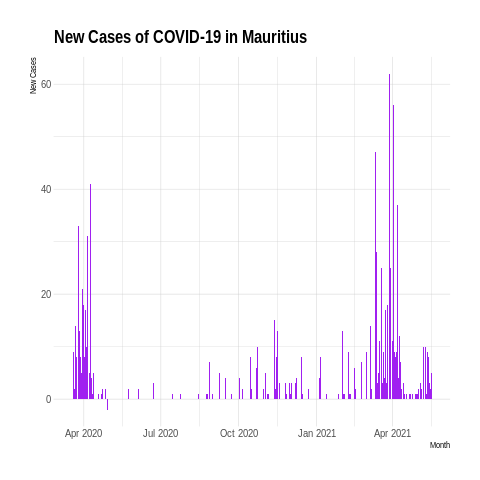 New Cases of COVID-19 in Mauritius
New Cases
60
40
20
0
Apr 2020 Jul 2020 Oct 2020 Jan 2021 Apr 2021
Month